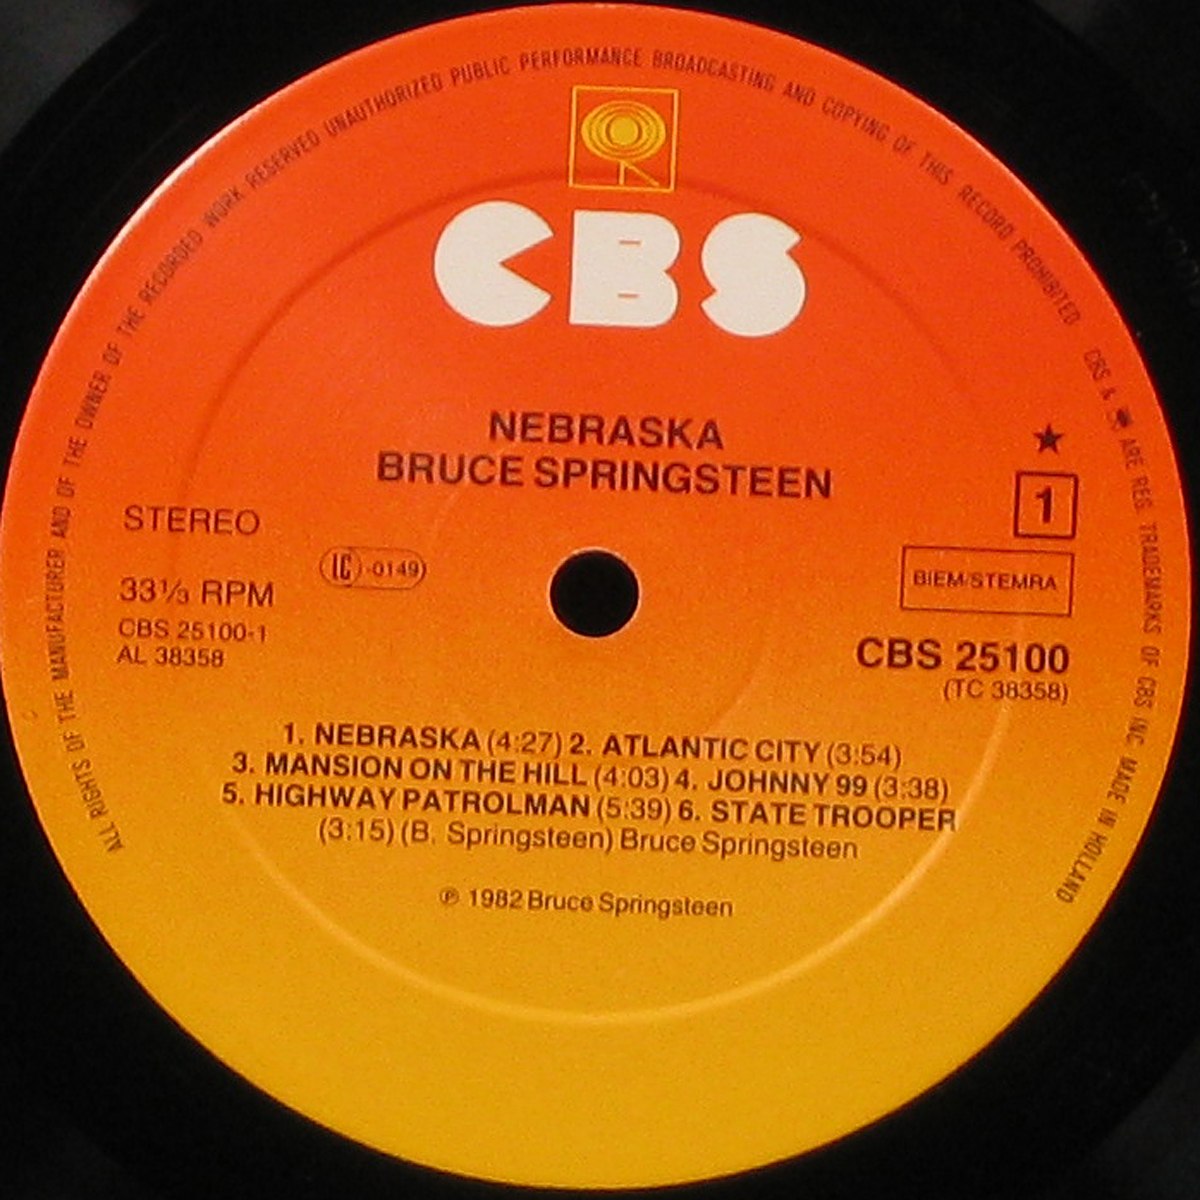 ALL RIGHTS OF THE MANUFACTURER AND OF THE OWNER OF THE RECORDED WORK RESERVED UNAUTHORIZED PUBLIC PERFORMANCE BROADCASTING AND COPYING OF THIS RECORD PROHIBITED CBS & ARE REG. TRADEMARKS OF CBS INC MADE IN HOLLAND
CBS
NEBRASKA
BRUCE SPRINGSTEEN
STEREO
LC-0149
33⅓ RPM
CBS 25100-1
AL 38358
★
1
BIEM/STEMRA
CBS 25100
(TC 38358)
1. NEBRASKA (4:27) 2. ATLANTIC CITY (3:54)
3. MANSION ON THE HILL (4:03) 4. JOHNNY 99 (3:38)
5. HIGHWAY PATROLMAN (5:39) 6. STATE TROOPER
(3:15) (B. Springsteen) Bruce Springsteen
℗ 1982 Bruce Springsteen